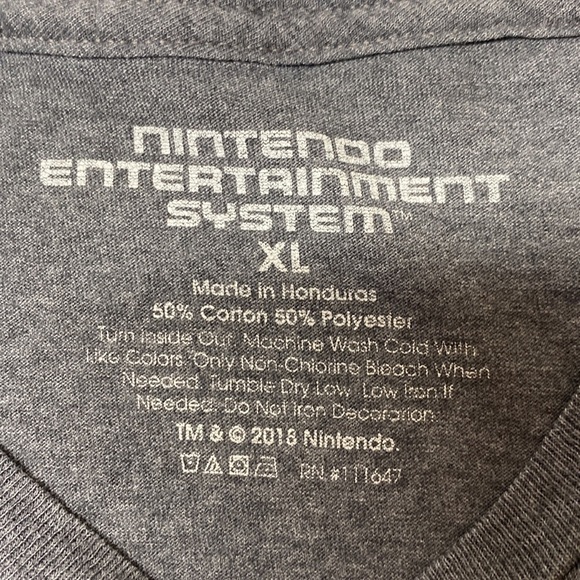 NINTENDO
ENTERTAINMENT
SYSTEM™
XL
Made in Honduras
50% Cotton 50% Polyester
Turn Inside Out. Machine Wash Cold With
Like Colors. Only Non-Chlorine Bleach When
Needed. Tumble Dry Low. Low Iron If
Needed. Do Not Iron Decoration.
TM & © 2018 Nintendo.
RN #111647